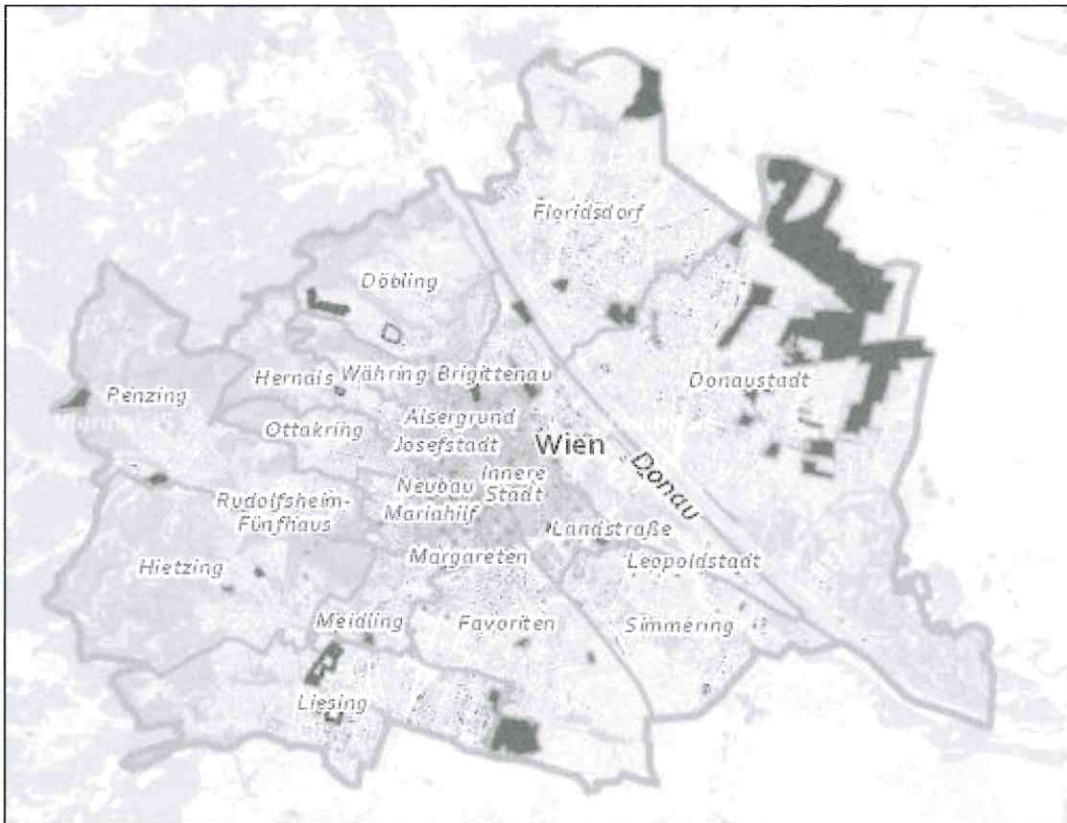 Floridsdorf
Döbling
Hernals
Währing
Brigittenau
Penzing
Donaustadt
Alsergrund
Ottakring
Josefstadt
Wien
Neubau
Innere
Stadt
Donau
Rudolfsheim-
Fünfhaus
Mariahilf
Landstraße
Margareten
Leopoldstadt
Hietzing
Meidling
Favoriten
Simmering
Liesing